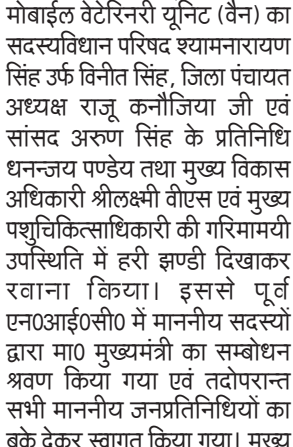 मोबाईल वेटेरिनरी यूनिट (वैन) का
सदस्यविधान परिषद श्यामनारायण
सिंह उर्फ विनीत सिंह, जिला पंचायत
अध्यक्ष राजू कनौजिया जी एवं
सांसद अरुण सिंह के प्रतिनिधि
धनन्जय पण्डेय तथा मुख्य विकास
अधिकारी श्रीलक्ष्मी वीएस एवं मुख्य
पशुचिकित्साधिकारी की गरिमामयी
उपस्थिति में हरी झण्डी दिखाकर
रवाना किया। इससे पूर्व
एन0आई0सी0 में माननीय सदस्यों
द्वारा मा0 मुख्यमंत्री का सम्बोधन
श्रवण किया गया एवं तदोपरान्त
सभी माननीय जनप्रतिनिधियों का
बुके देकर स्वागत किया गया। मुख्य